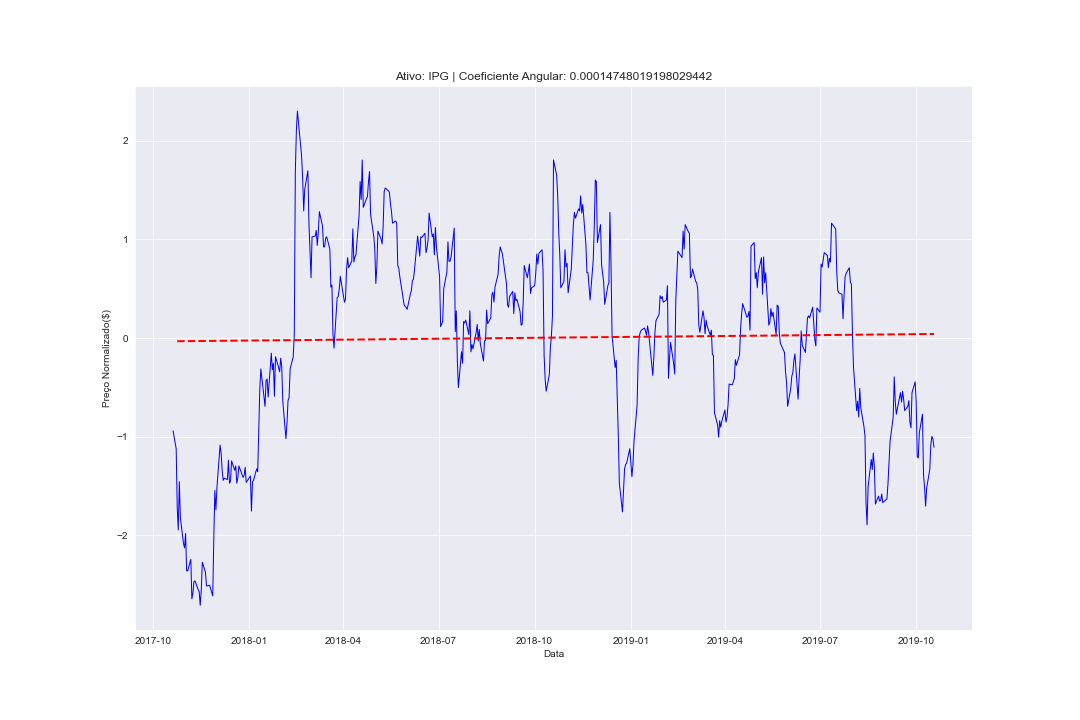 Ativo: IPG | Coeficiente Angular: 0.00014748019198029442
2
1
0
−1
−2
Preço Normalizado($)
2017-10 2018-01 2018-04 2018-07 2018-10 2019-01 2019-04 2019-07 2019-10
Data